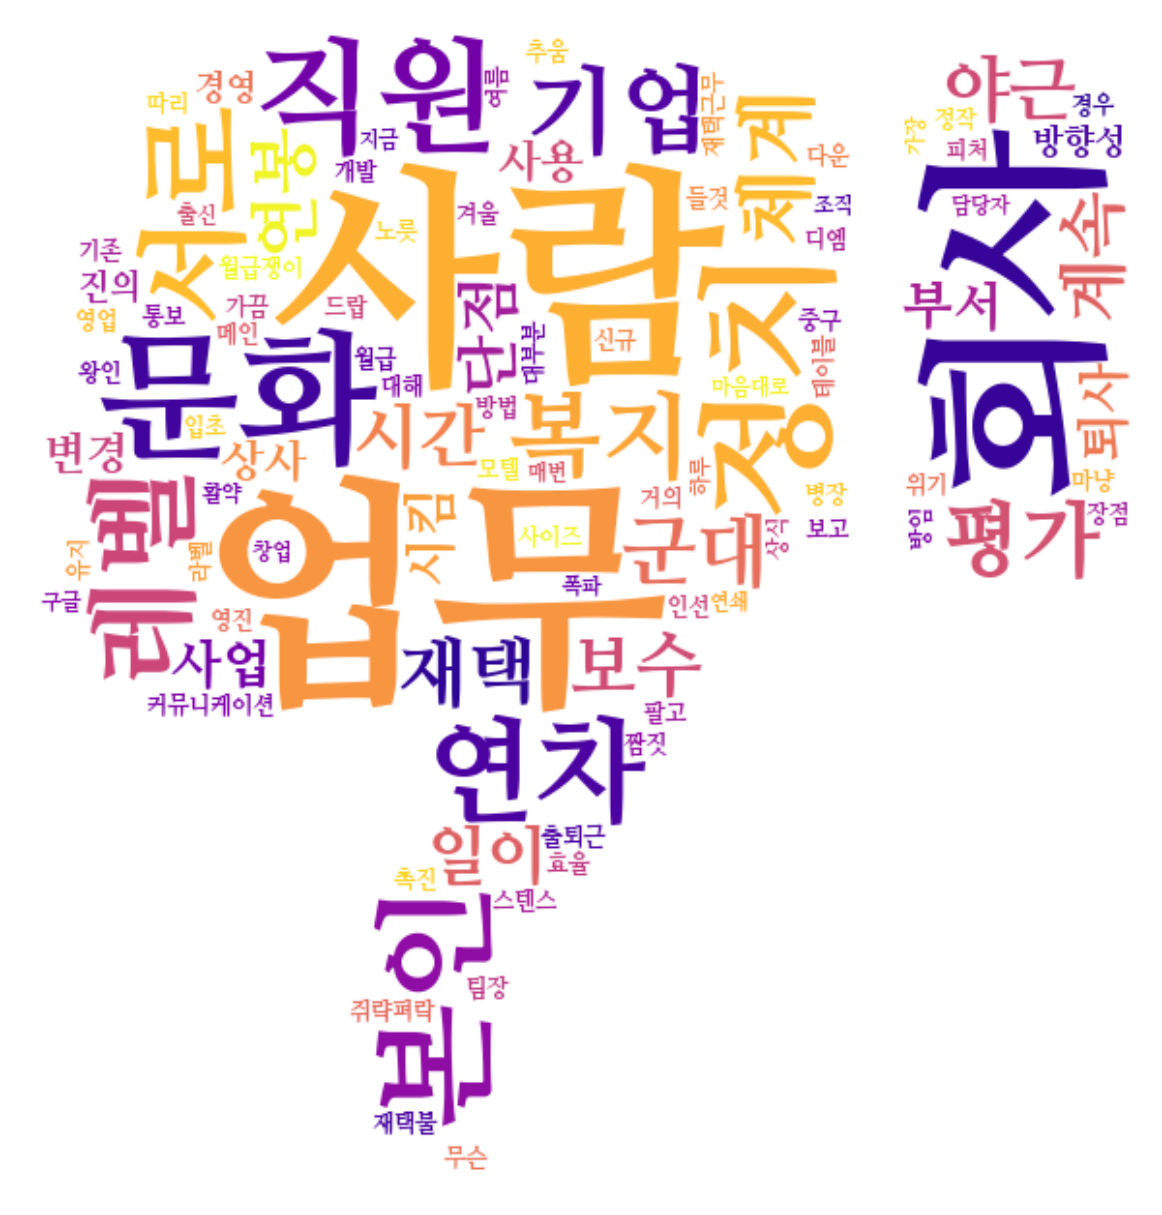 추움
직원
여름
기업
경영
따리
지금
개발
사용
재택근무
체계
다운
서로
연봉
출신
사람
겨울
들것
조직
디엠
노릇
월급쟁이
기존
진의
가끔
드랍
단점
정치
영업
통보
메인
문화
월급
대해
대부분
신규
중구
테이블
왕인
방법
마음대로
입초
시간
복지
변경
상사
모텔
매번
거의
하루
병장
보고
레벨
활약
업무
시킴
사이즈
군대
상식
유지
라벨
창업
폭파
구글
영진
인선
연쇄
사업
재택
보수
커뮤니케이션
팔고
연차
짬짓
일이
출퇴근
효율
촉진
스텐스
본인
팀장
쥐략펴락
재택불
무슨
야근
가장
정작
경우
피처
방향성
회사
담당자
계속
부서
퇴사
위기
마냥
방임
평가
장점